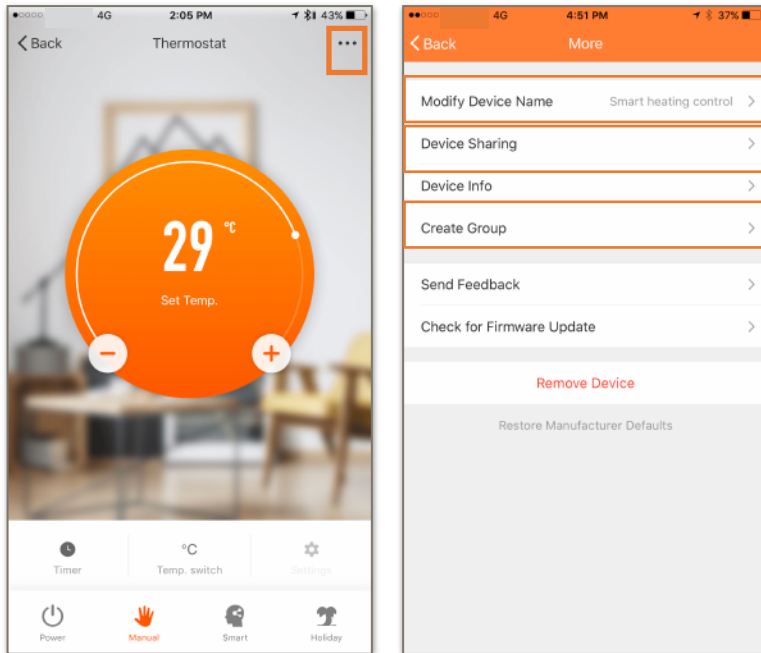 4G 2:05 PM 43%
Back Thermostat ...
29 °C
Set Temp.
− +
°C
Timer Temp. switch Settings
Power Manual Smart Holiday
4G 4:51 PM 37%
Back More
Modify Device Name Smart heating control
Device Sharing
Device Info
Create Group
Send Feedback
Check for Firmware Update
Remove Device
Restore Manufacturer Defaults